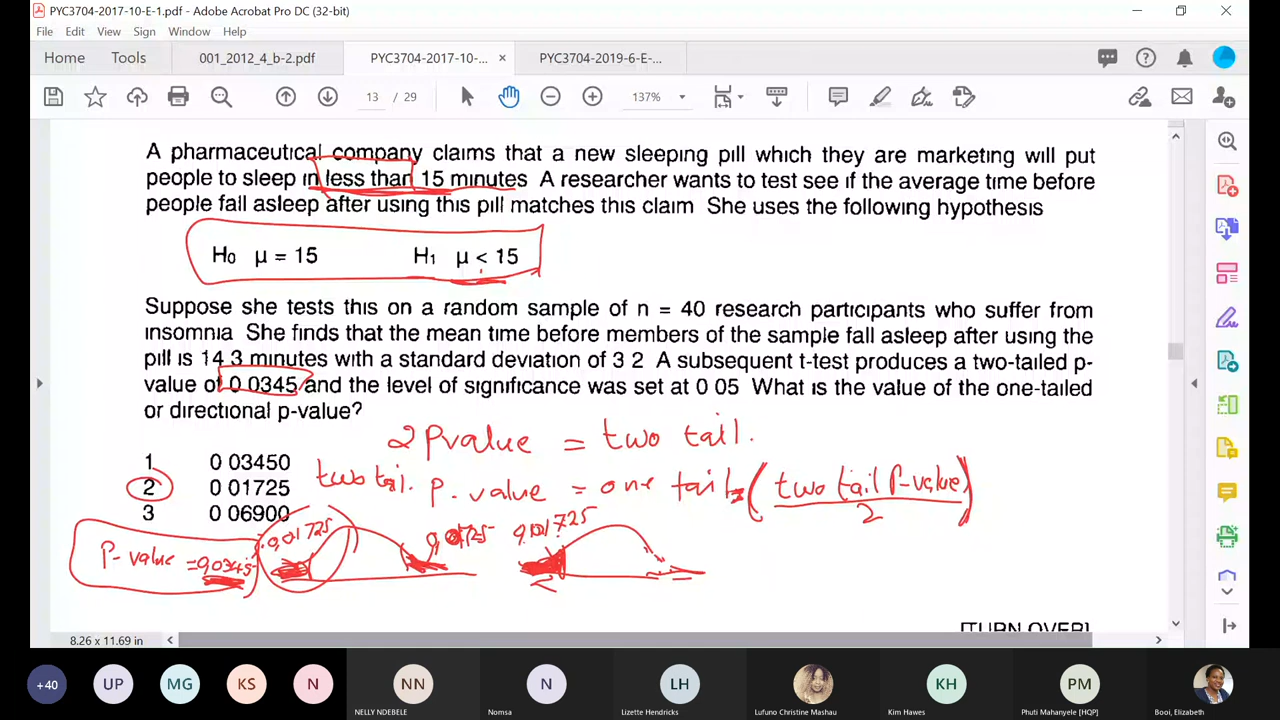 PYC3704-2017-10-E-1.pdf - Adobe Acrobat Pro DC (32-bit)
File Edit View Sign Window Help
Home Tools 001_2012_4_b-2.pdf PYC3704-2017-10-... × PYC3704-2019-6-E-...
13 / 29 137%
A pharmaceutical company claims that a new sleeping pill which they are marketing will put
people to sleep in less than 15 minutes A researcher wants to test see if the average time before
people fall asleep after using this pill matches this claim She uses the following hypothesis
H0 μ = 15 H1 μ < 15
Suppose she tests this on a random sample of n = 40 research participants who suffer from
insomnia She finds that the mean time before members of the sample fall asleep after using the
pill is 14 3 minutes with a standard deviation of 3 2 A subsequent t-test produces a two-tailed p-
value of 0 0345 and the level of significance was set at 0 05 What is the value of the one-tailed
or directional p-value?
2 Pvalue = two tail.
1 0 03450
two tail. P. value = one tail = (two tail P-value)
2
2 0 01725
3 0 06900
P-value = 0,0345
0,01725 0,01725 0,01725
<
[TURN OVER]
8.26 x 11.69 in
+40 UP MG KS N NN N LH KH PM
NELLY NDEBELE Nomsa Lizette Hendricks Lufuno Christine Mashau Kim Hawes Phuti Mahanyele [HQP] Booi, Elizabeth